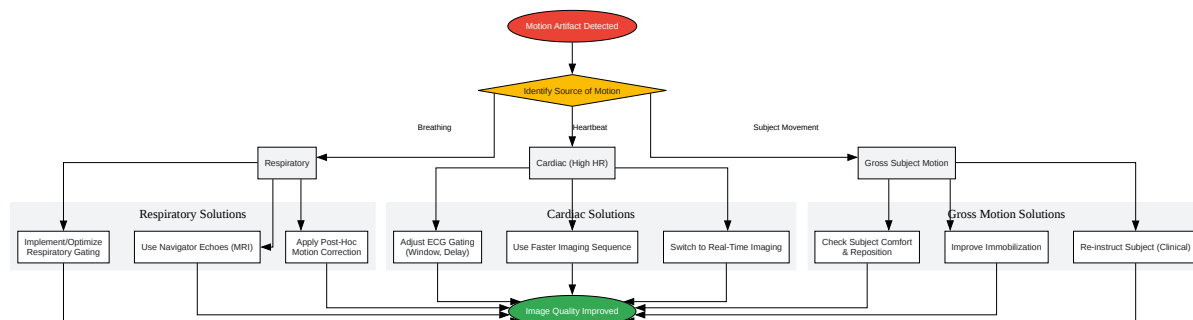 Motion Artifact Detected
Identify Source of Motion
Breathing
Heartbeat
Subject Movement
Respiratory
Cardiac (High HR)
Gross Subject Motion
Respiratory Solutions
Cardiac Solutions
Gross Motion Solutions
Implement/Optimize
Respiratory Gating
Use Navigator Echoes (MRI)
Apply Post-Hoc
Motion Correction
Adjust ECG Gating
(Window, Delay)
Use Faster Imaging Sequence
Switch to Real-Time Imaging
Check Subject Comfort
& Reposition
Improve Immobilization
Re-instruct Subject (Clinical)
Image Quality Improved